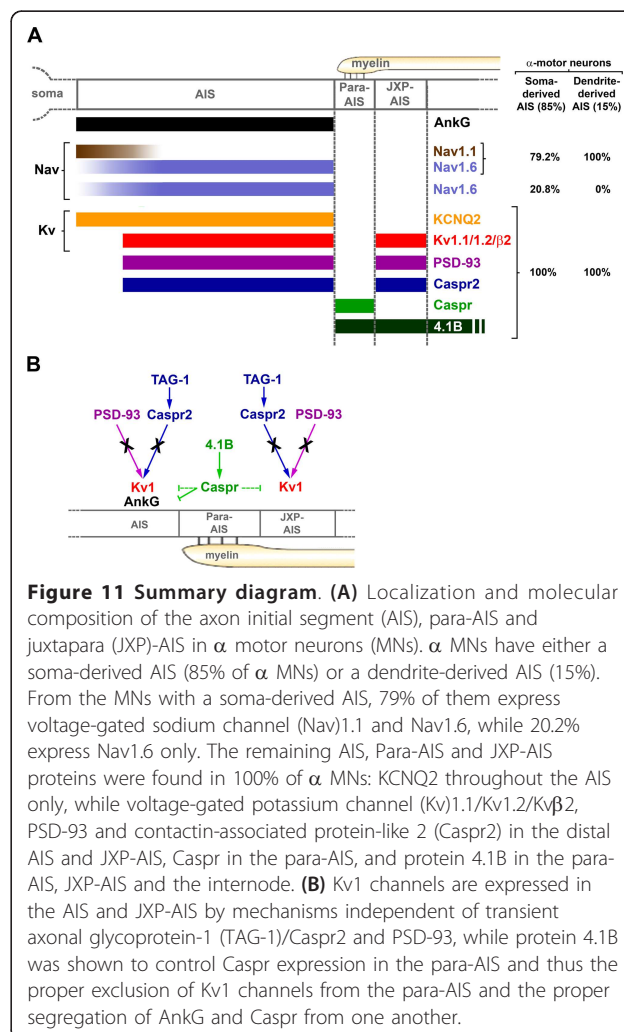 A
myelin
α-motor neurons
soma
AIS
Para-
AIS
JXP-
AIS
Soma-
derived
AIS (85%)
Dendrite-
derived
AIS (15%)
AnkG
Nav
Nav1.1
Nav1.6
79.2%
100%
Nav1.6
20.8%
0%
Kv
KCNQ2
Kv1.1/1.2/β2
PSD-93
100%
100%
Caspr2
Caspr
4.1B
B
TAG-1
TAG-1
PSD-93
Caspr2
Caspr2
PSD-93
4.1B
Kv1
Caspr
Kv1
AnkG
AIS
Para-
AIS
JXP-
AIS
myelin
Figure 11 Summary diagram. (A) Localization and molecular
composition of the axon initial segment (AIS), para-AIS and
juxtapara (JXP)-AIS in α motor neurons (MNs). α MNs have either a
soma-derived AIS (85% of α MNs) or a dendrite-derived AIS (15%).
From the MNs with a soma-derived AIS, 79% of them express
voltage-gated sodium channel (Nav)1.1 and Nav1.6, while 20.2%
express Nav1.6 only. The remaining AIS, Para-AIS and JXP-AIS
proteins were found in 100% of α MNs: KCNQ2 throughout the AIS
only, while voltage-gated potassium channel (Kv)1.1/Kv1.2/Kvβ2,
PSD-93 and contactin-associated protein-like 2 (Caspr2) in the distal
AIS and JXP-AIS, Caspr in the para-AIS, and protein 4.1B in the para-
AIS, JXP-AIS and the internode. (B) Kv1 channels are expressed in
the AIS and JXP-AIS by mechanisms independent of transient
axonal glycoprotein-1 (TAG-1)/Caspr2 and PSD-93, while protein 4.1B
was shown to control Caspr expression in the para-AIS and thus the
proper exclusion of Kv1 channels from the para-AIS and the proper
segregation of AnkG and Caspr from one another.